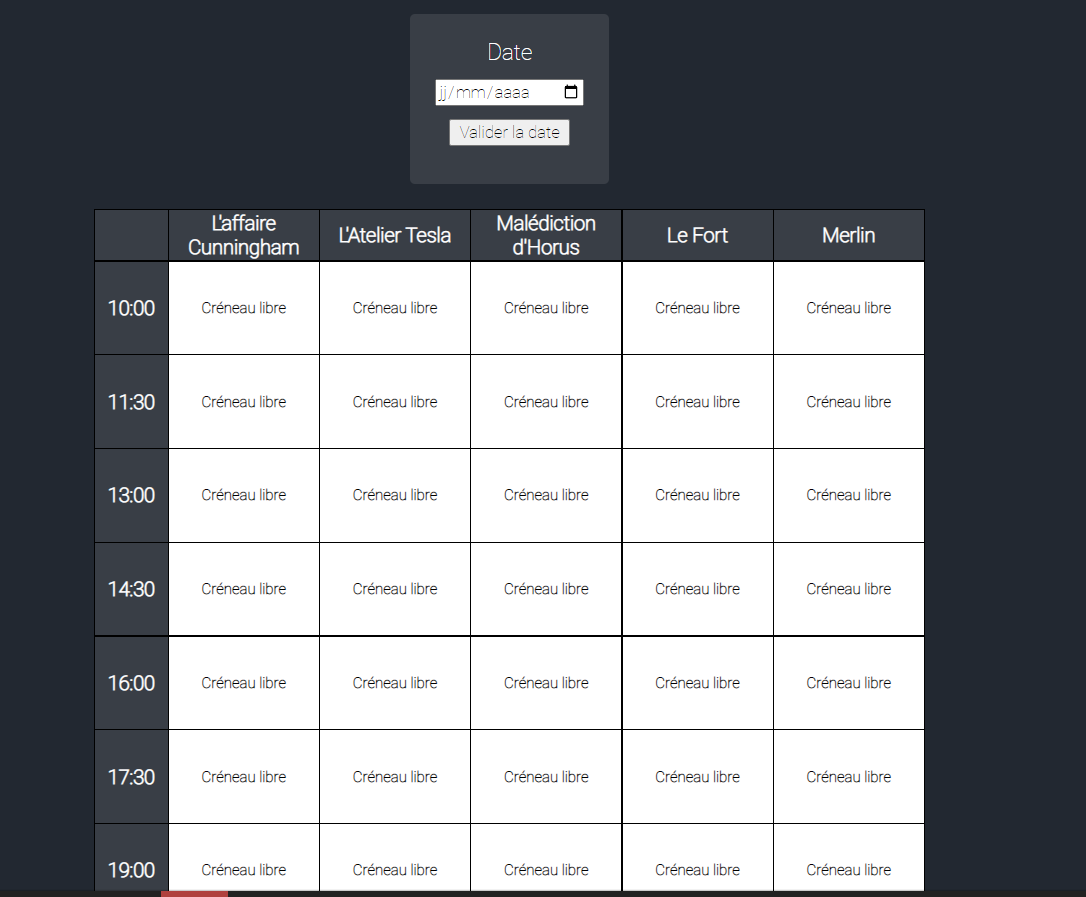 Date
jj/mm/aaaa
Valider la date
L'affaire Cunningham L'Atelier Tesla Malédiction d'Horus Le Fort Merlin
10:00 Créneau libre Créneau libre Créneau libre Créneau libre Créneau libre
11:30 Créneau libre Créneau libre Créneau libre Créneau libre Créneau libre
13:00 Créneau libre Créneau libre Créneau libre Créneau libre Créneau libre
14:30 Créneau libre Créneau libre Créneau libre Créneau libre Créneau libre
16:00 Créneau libre Créneau libre Créneau libre Créneau libre Créneau libre
17:30 Créneau libre Créneau libre Créneau libre Créneau libre Créneau libre
19:00 Créneau libre Créneau libre Créneau libre Créneau libre Créneau libre